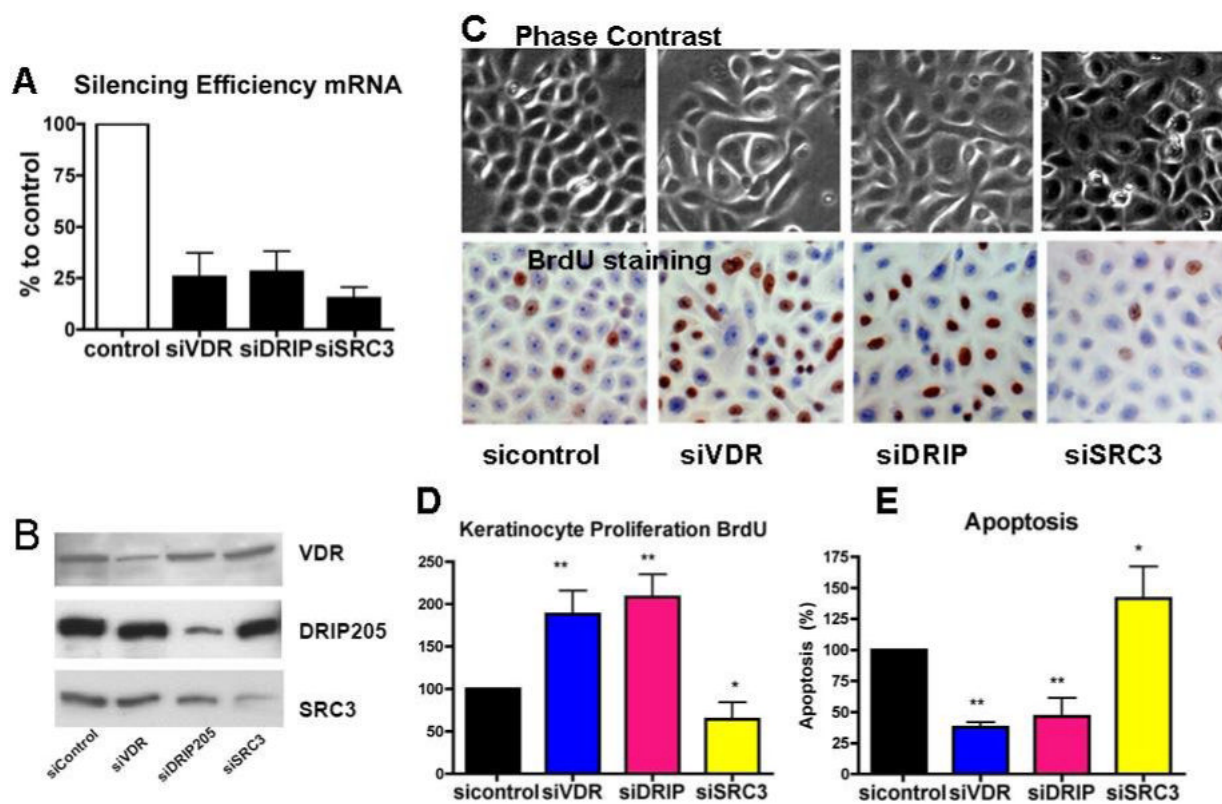 A
Silencing Efficiency mRNA
% to control
100
75
50
25
0
control siVDR siDRIP siSRC3
C
Phase Contrast
BrdU staining
sicontrol siVDR siDRIP siSRC3
B
VDR
DRIP205
SRC3
siControl siVDR siDRIP205 siSRC3
D
Keratinocyte Proliferation BrdU
250
200
150
100
50
0
** ** *
sicontrol siVDR siDRIP siSRC3
E
Apoptosis
Apoptosis (%)
175
150
125
100
75
50
25
0
** ** *
sicontrol siVDR siDRIP siSRC3